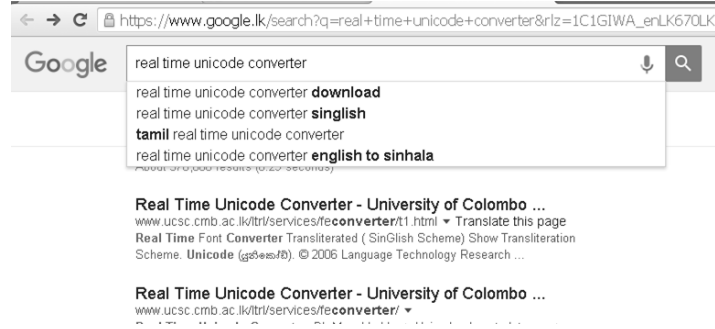 https://www.google.lk/search?q=real+time+unicode+converter&rlz=1C1GIWA_enLK670LK
Google
real time unicode converter
real time unicode converter download
real time unicode converter singlish
tamil real time unicode converter
real time unicode converter english to sinhala
Real Time Unicode Converter - University of Colombo ...
www.ucsc.cmb.ac.lk/ltrl/services/feconverter/t1.html ▾ Translate this page
Real Time Font Converter Transliterated ( SinGlish Scheme) Show Transliteration
Scheme. Unicode (යුනිකෝඩ්). © 2006 Language Technology Research ...
Real Time Unicode Converter - University of Colombo ...
www.ucsc.cmb.ac.lk/ltrl/services/feconverter/ ▾